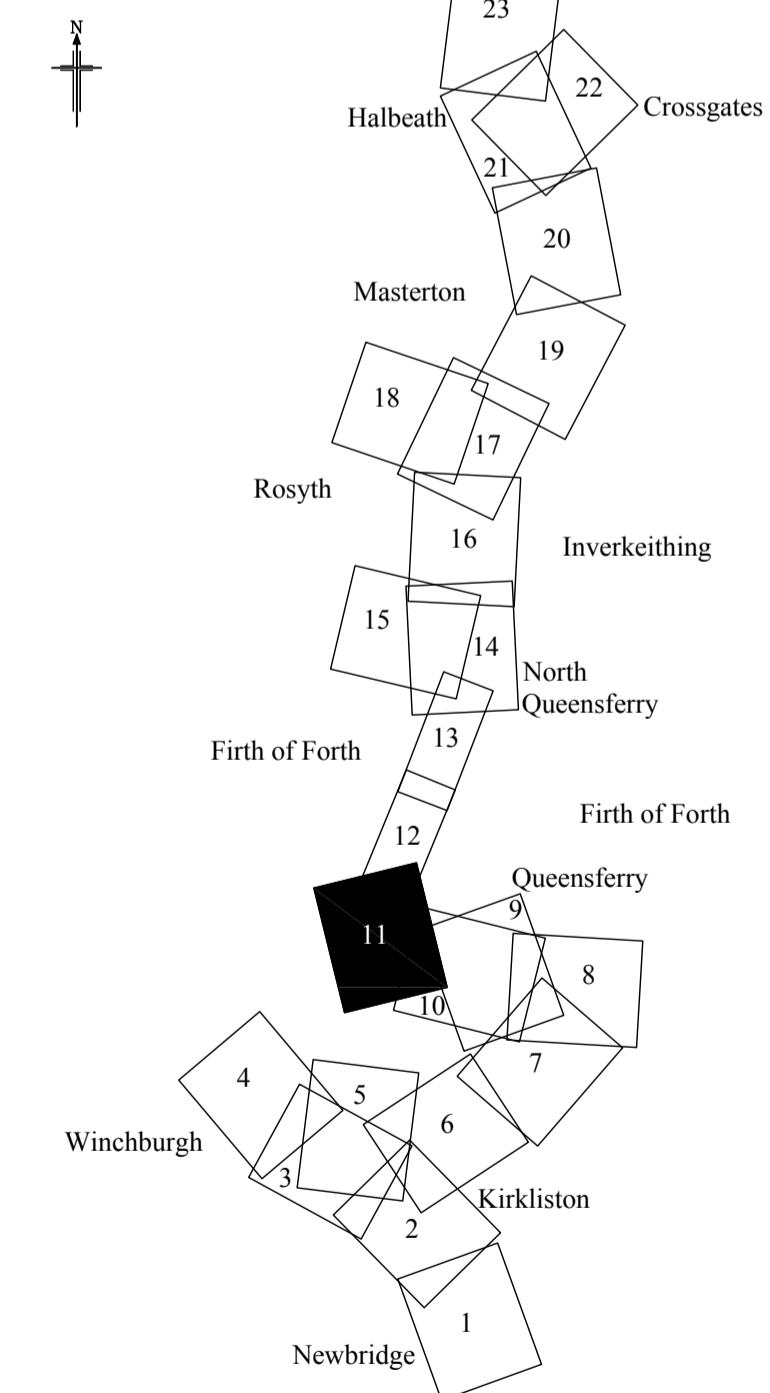 23
N
22
Crossgates
Halbeath
21
20
Masterton
19
18
17
Rosyth
16
Inverkeithing
15
14
North
Queensferry
13
Firth of Forth
Firth of Forth
12
Queensferry
9
11
8
10
7
4
5
6
Winchburgh
3
Kirkliston
2
1
Newbridge